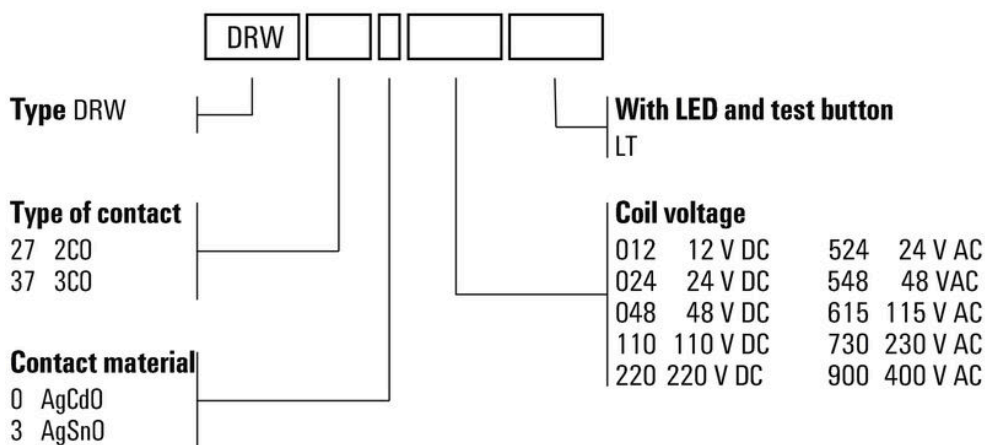 DRW
Type DRW
With LED and test button
LT
Type of contact
27 2CO
37 3CO
Coil voltage
012 12 V DC 524 24 V AC
024 24 V DC 548 48 VAC
048 48 V DC 615 115 V AC
110 110 V DC 730 230 V AC
220 220 V DC 900 400 V AC
Contact material
0 AgCdO
3 AgSnO